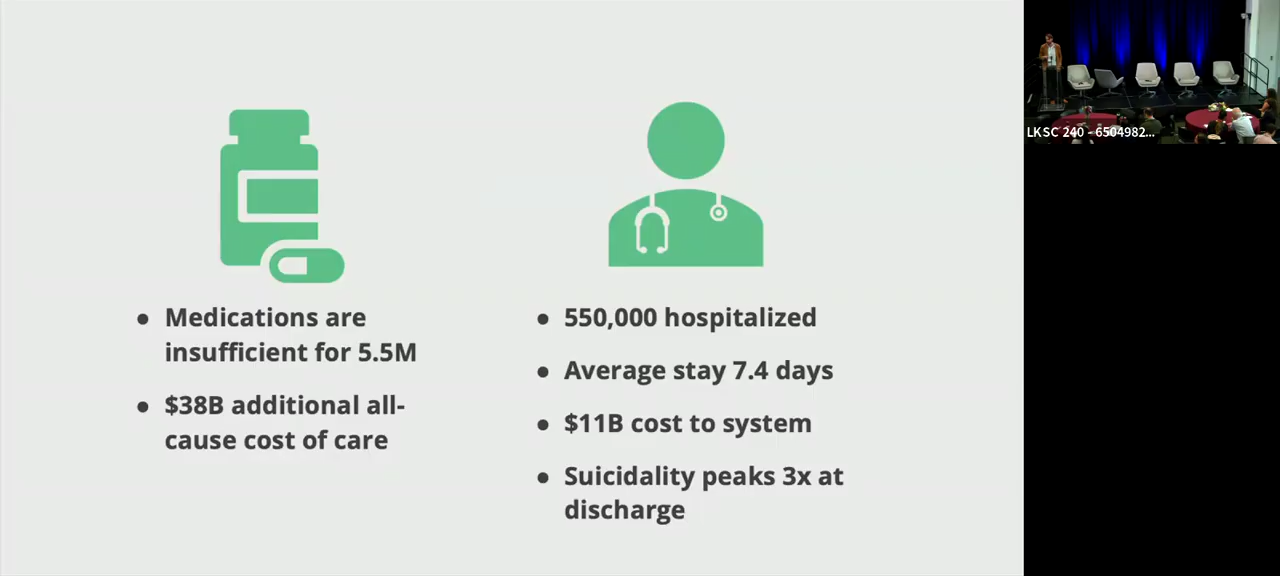 ● Medications are
insufficient for 5.5M
● $38B additional all-
cause cost of care
● 550,000 hospitalized
● Average stay 7.4 days
● $11B cost to system
● Suicidality peaks 3x at
discharge
LKSC 240 - 6504982...